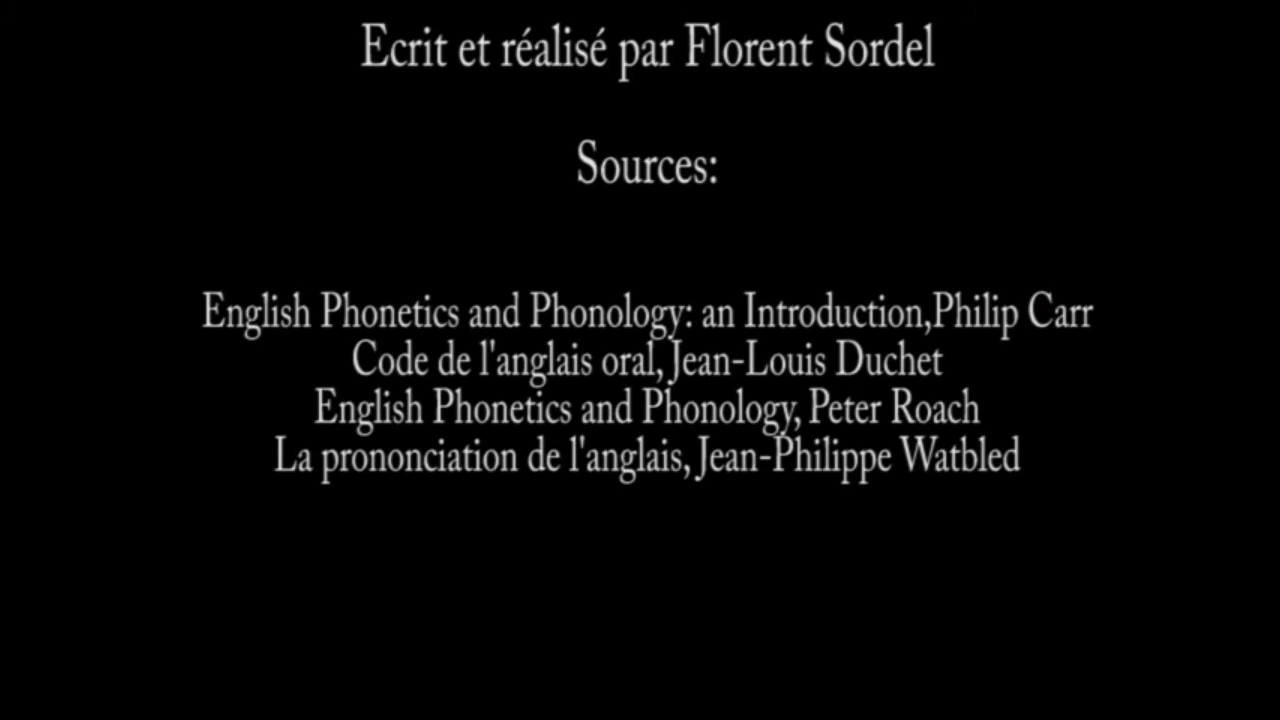 Ecrit et réalisé par Florent Sordel
Sources:
English Phonetics and Phonology: an Introduction,Philip Carr
Code de l'anglais oral, Jean-Louis Duchet
English Phonetics and Phonology, Peter Roach
La prononciation de l'anglais, Jean-Philippe Watbled